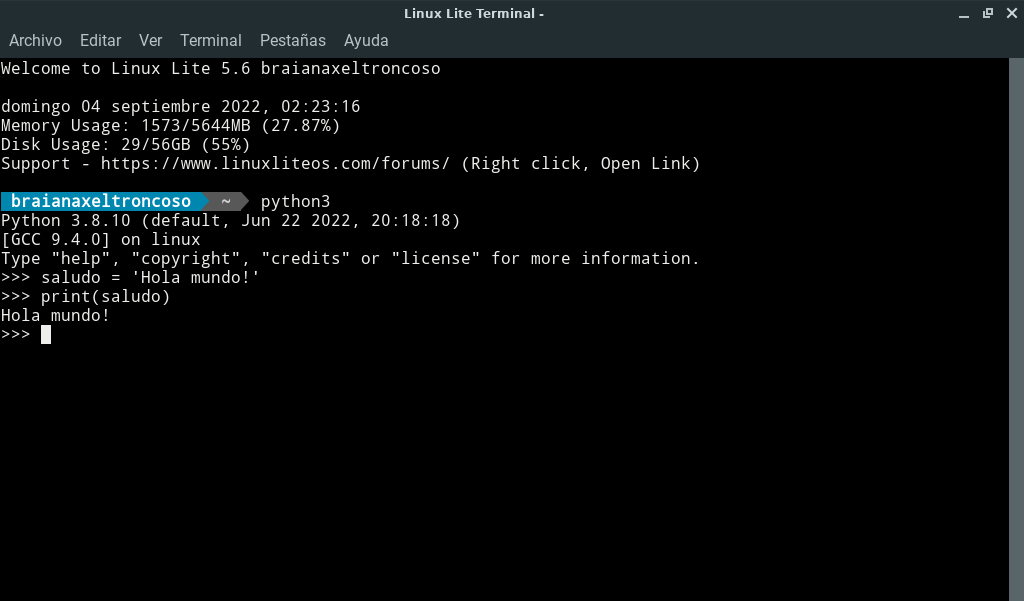 Linux Lite Terminal -
Archivo Editar Ver Terminal Pestañas Ayuda
Welcome to Linux Lite 5.6 braianaxeltroncoso
domingo 04 septiembre 2022, 02:23:16
Memory Usage: 1573/5644MB (27.87%)
Disk Usage: 29/56GB (55%)
Support - https://www.linuxliteos.com/forums/ (Right click, Open Link)
braianaxeltroncoso ~ python3
Python 3.8.10 (default, Jun 22 2022, 20:18:18)
[GCC 9.4.0] on linux
Type "help", "copyright", "credits" or "license" for more information.
>>> saludo = 'Hola mundo!'
>>> print(saludo)
Hola mundo!
>>>